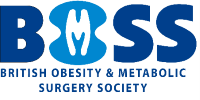 BOMSS
BRITISH OBESITY & METABOLIC
SURGERY SOCIETY